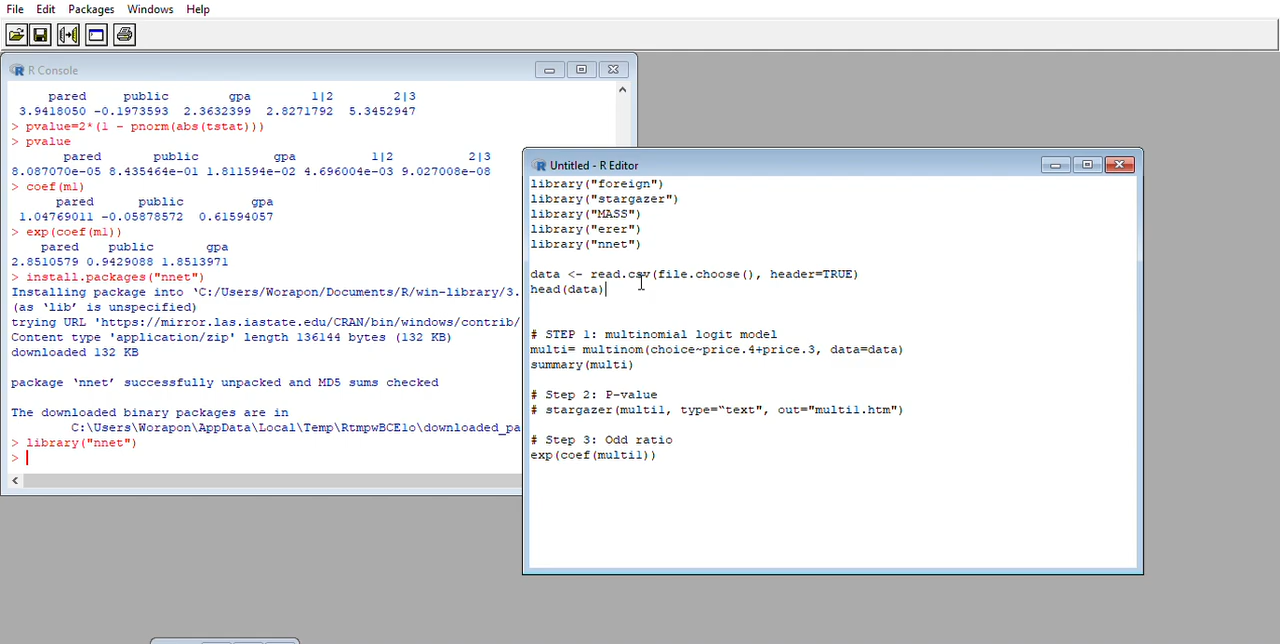 File Edit Packages Windows Help
R Console
pared public gpa 1|2 2|3
3.9418050 -0.1973593 2.3632399 2.8271792 5.3452947
> pvalue=2*(1 - pnorm(abs(tstat)))
> pvalue
pared public gpa 1|2 2|3
8.087070e-05 8.435464e-01 1.811594e-02 4.696004e-03 9.027008e-08
> coef(m1)
pared public gpa
1.04769011 -0.05878572 0.61594057
> exp(coef(m1))
pared public gpa
2.8510579 0.9429088 1.8513971
> install.packages("nnet")
Installing package into ‘C:/Users/Worapon/Documents/R/win-library/3.
(as ‘lib’ is unspecified)
trying URL 'https://mirror.las.iastate.edu/CRAN/bin/windows/contrib/
Content type 'application/zip' length 136144 bytes (132 KB)
downloaded 132 KB
package ‘nnet’ successfully unpacked and MD5 sums checked
The downloaded binary packages are in
C:\Users\Worapon\AppData\Local\Temp\RtmpwBCE1o\downloaded_pa
> library("nnet")
>
Untitled - R Editor
library("foreign")
library("stargazer")
library("MASS")
library("erer")
library("nnet")
data <- read.csv(file.choose(), header=TRUE)
head(data)
# STEP 1: multinomial logit model
multi= multinom(choice~price.4+price.3, data=data)
summary(multi)
# Step 2: P-value
# stargazer(multi1, type=“text”, out="multi1.htm")
# Step 3: Odd ratio
exp(coef(multi1))